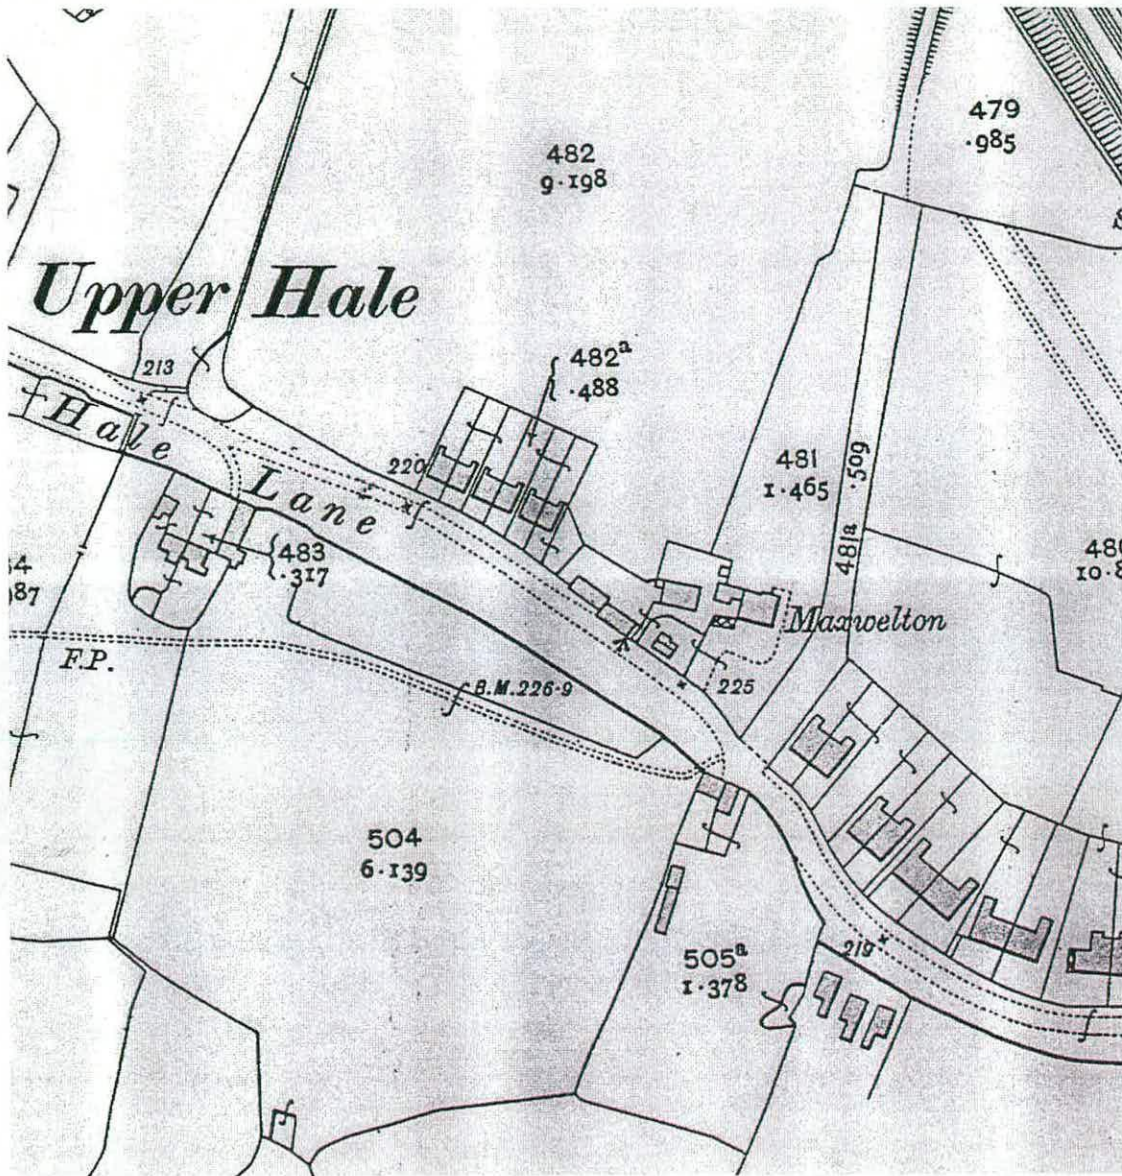 479
·985
482
9·198
Upper Hale
213
482a
·488
Hale Lane
220
481
1·465
481a ·509
483
·317
Maxwelton
F.P.
B.M. 226·9
225
504
6·139
505a
1·378
219